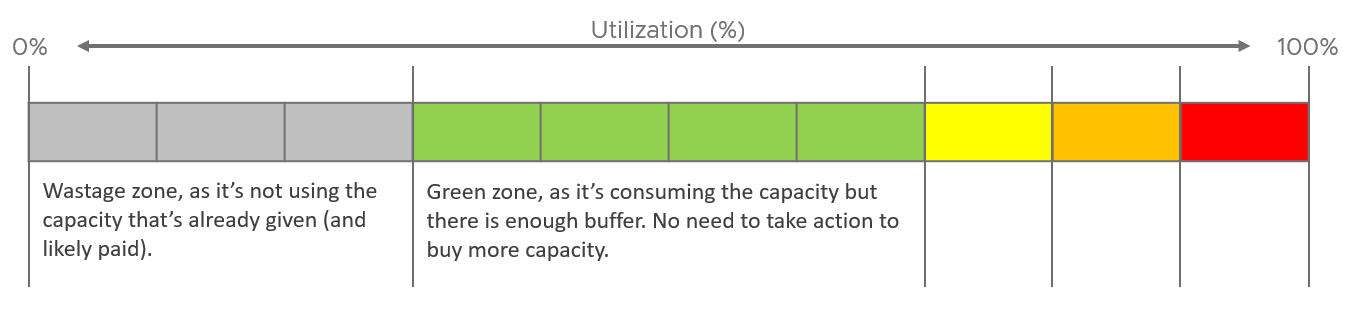 Utilization (%)
0%
100%
Wastage zone, as it’s not using the
capacity that’s already given (and
likely paid).
Green zone, as it’s consuming the capacity but
there is enough buffer. No need to take action to
buy more capacity.